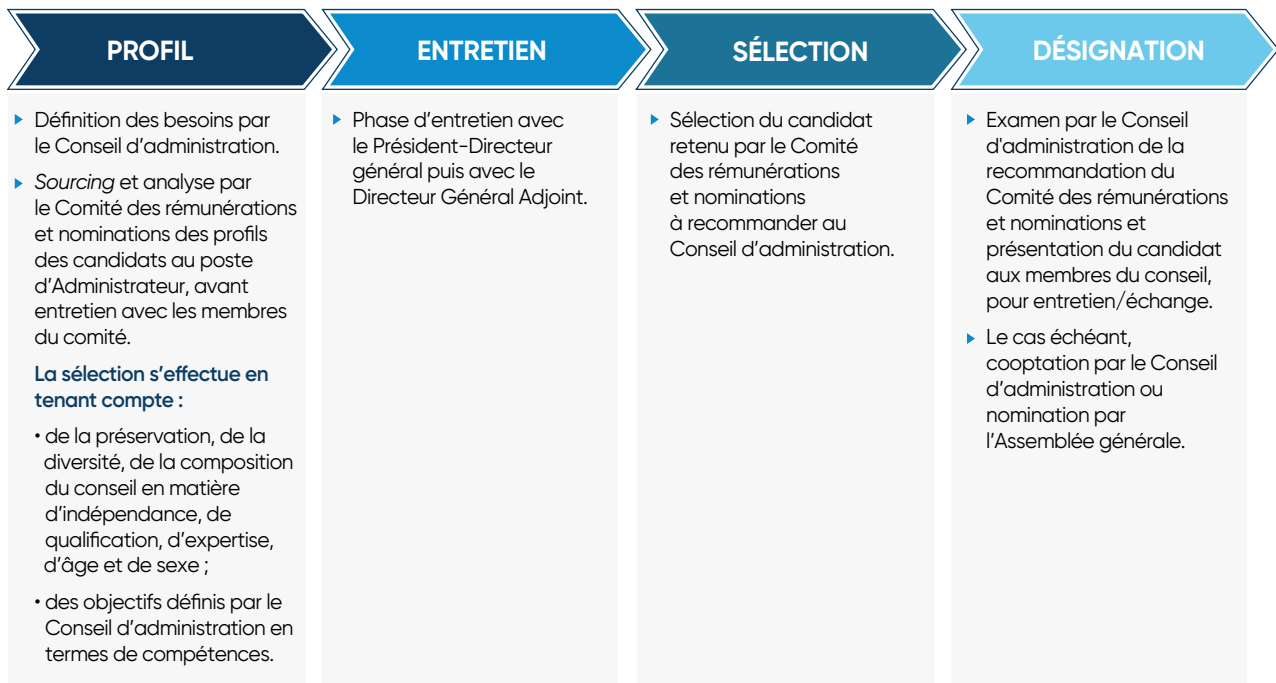 PROFIL
Définition des besoins par
le Conseil d’administration.
Sourcing et analyse par
le Comité des rémunérations
et nominations des profils
des candidats au poste
d’Administrateur, avant
entretien avec les membres
du comité.
La sélection s’effectue en
tenant compte :
• de la préservation, de la
diversité, de la composition
du conseil en matière
d’indépendance, de
qualification, d’expertise,
d’âge et de sexe ;
• des objectifs définis par le
Conseil d’administration en
termes de compétences.
ENTRETIEN
Phase d’entretien avec
le Président-Directeur
général puis avec le
Directeur Général Adjoint.
SÉLECTION
Sélection du candidat
retenu par le Comité
des rémunérations
et nominations
à recommander au
Conseil d’administration.
DÉSIGNATION
Examen par le Conseil
d'administration de la
recommandation du
Comité des rémunérations
et nominations et
présentation du candidat
aux membres du conseil,
pour entretien/échange.
Le cas échéant,
cooptation par le Conseil
d’administration ou
nomination par
l’Assemblée générale.